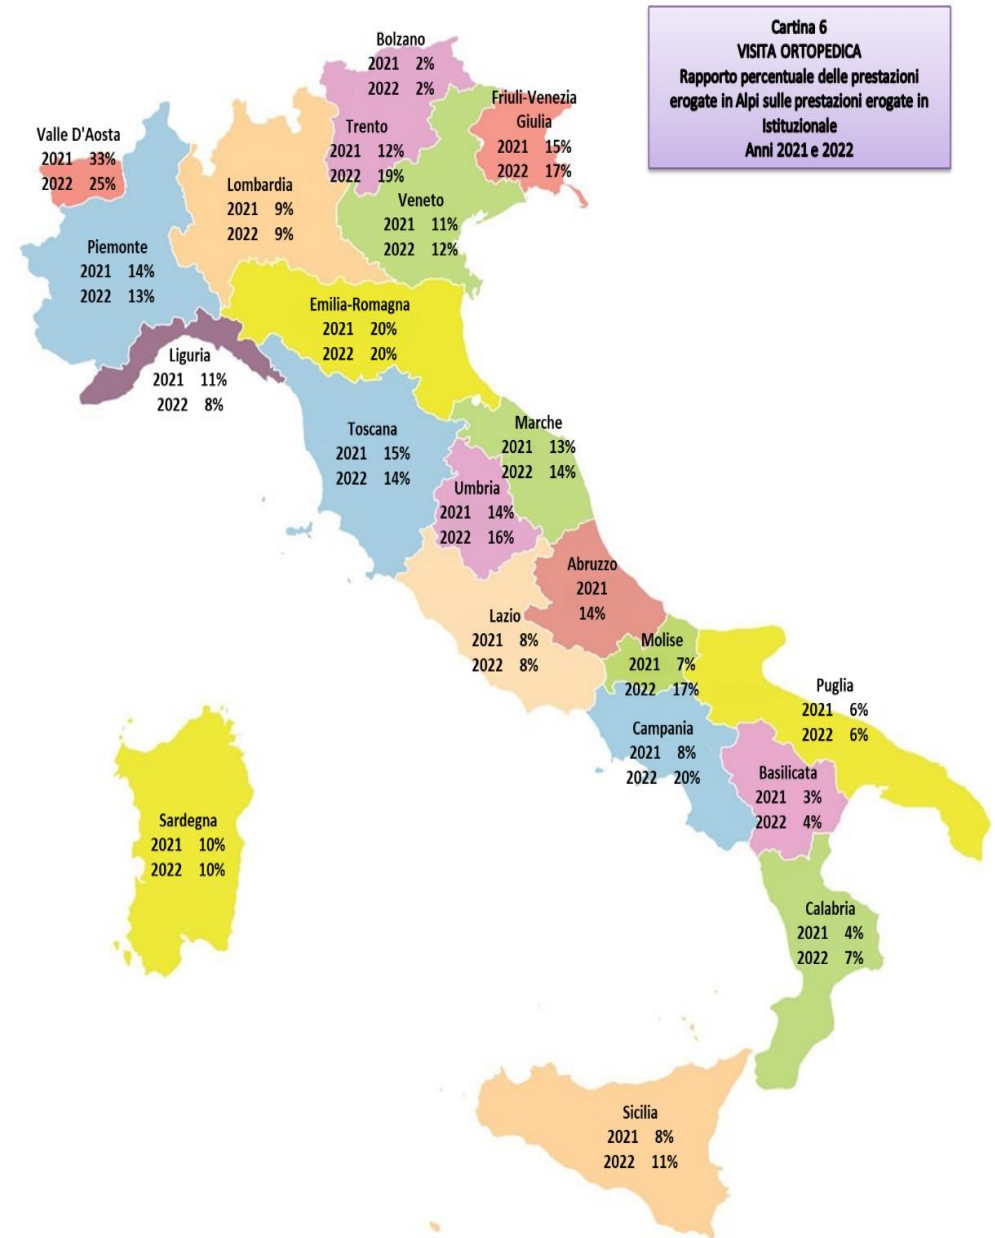 Cartina 6
VISITA ORTOPEDICA
Rapporto percentuale delle prestazioni
erogate in Alpi sulle prestazioni erogate in
Istituzionale
Anni 2021 e 2022
Bolzano
2021 2%
2022 2%
Friuli-Venezia
Giulia
2021 15%
2022 17%
Valle D'Aosta
2021 33%
2022 25%
Trento
2021 12%
2022 19%
Lombardia
2021 9%
2022 9%
Veneto
2021 11%
2022 12%
Piemonte
2021 14%
2022 13%
Emilia-Romagna
2021 20%
2022 20%
Liguria
2021 11%
2022 8%
Toscana
2021 15%
2022 14%
Marche
2021 13%
2022 14%
Umbria
2021 14%
2022 16%
Abruzzo
2021
14%
Lazio
2021 8%
2022 8%
Molise
2021 7%
2022 17%
Puglia
2021 6%
2022 6%
Campania
2021 8%
2022 20%
Basilicata
2021 3%
2022 4%
Sardegna
2021 10%
2022 10%
Calabria
2021 4%
2022 7%
Sicilia
2021 8%
2022 11%